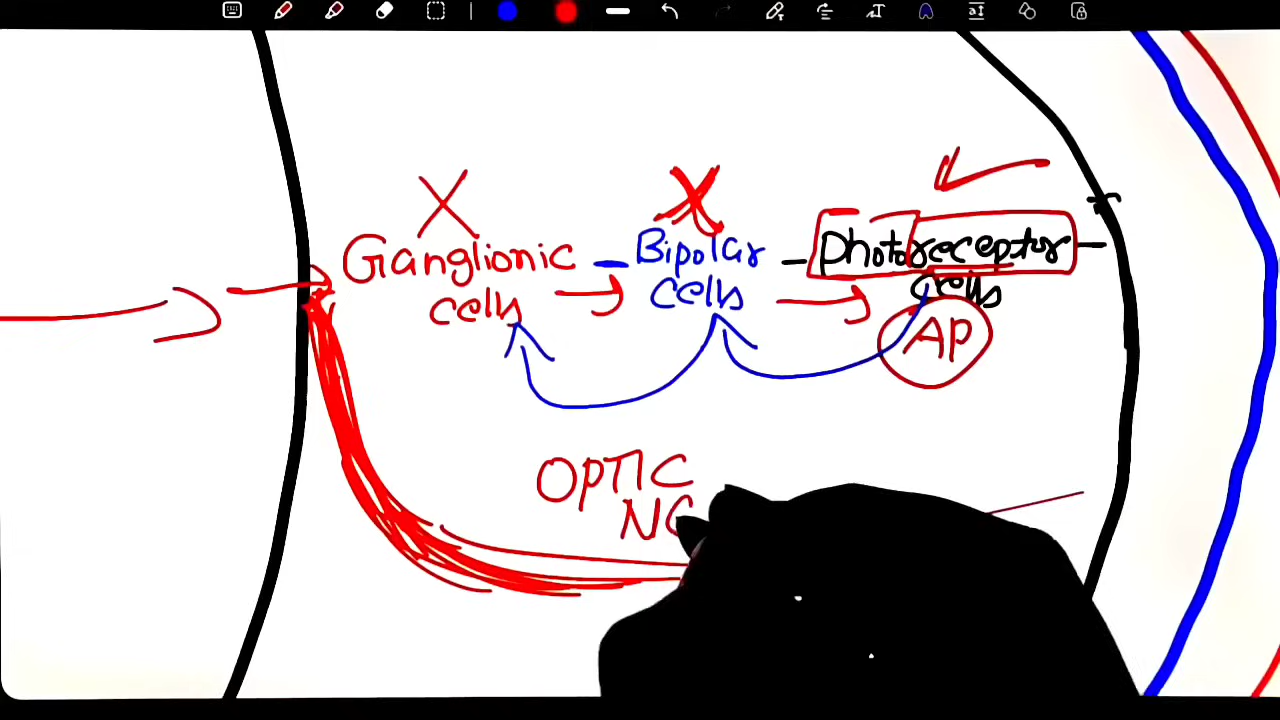 Ganglionic
cells
Bipolar
cells
photoreceptor
cells
AP
OPTIC